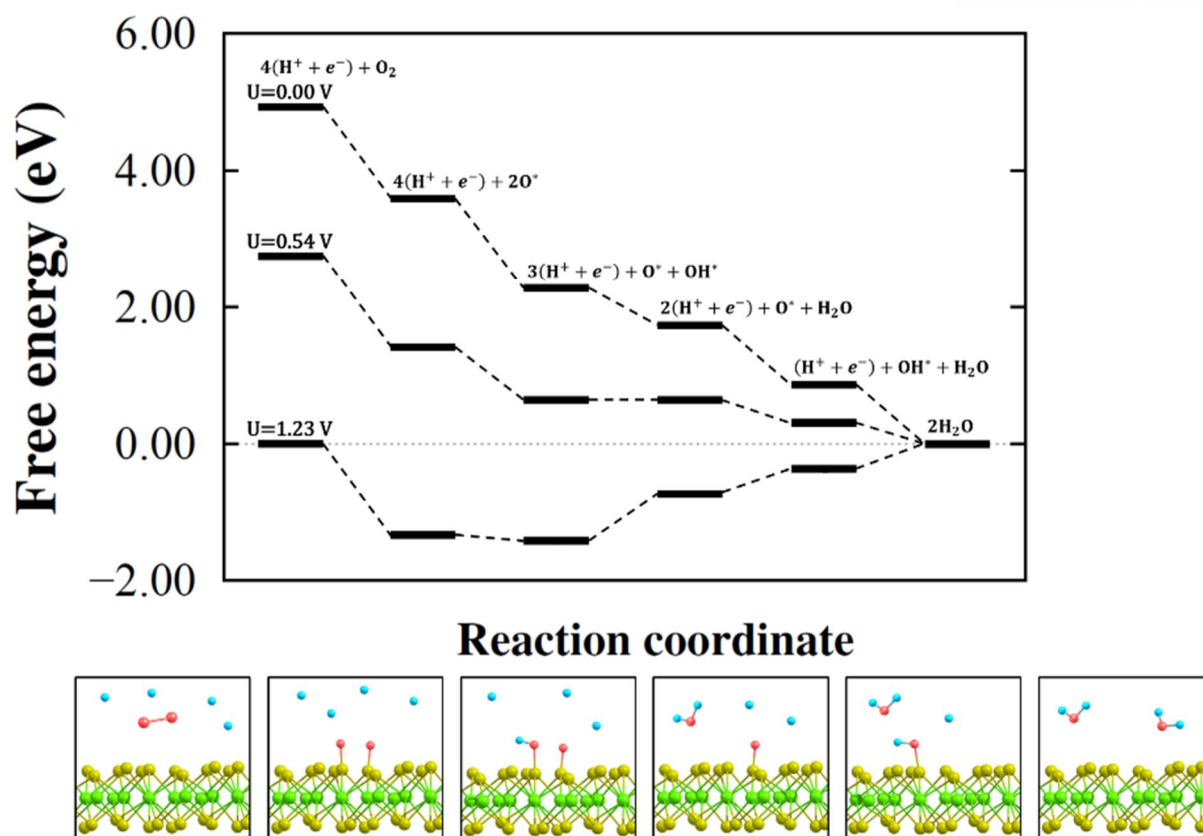 6.00
4(H⁺ + e⁻) + O₂
U=0.00 V
4.00
4(H⁺ + e⁻) + 2O*
U=0.54 V
3(H⁺ + e⁻) + O* + OH*
2.00
2(H⁺ + e⁻) + O* + H₂O
(H⁺ + e⁻) + OH* + H₂O
U=1.23 V
2H₂O
0.00
−2.00
Free energy (eV)
Reaction coordinate